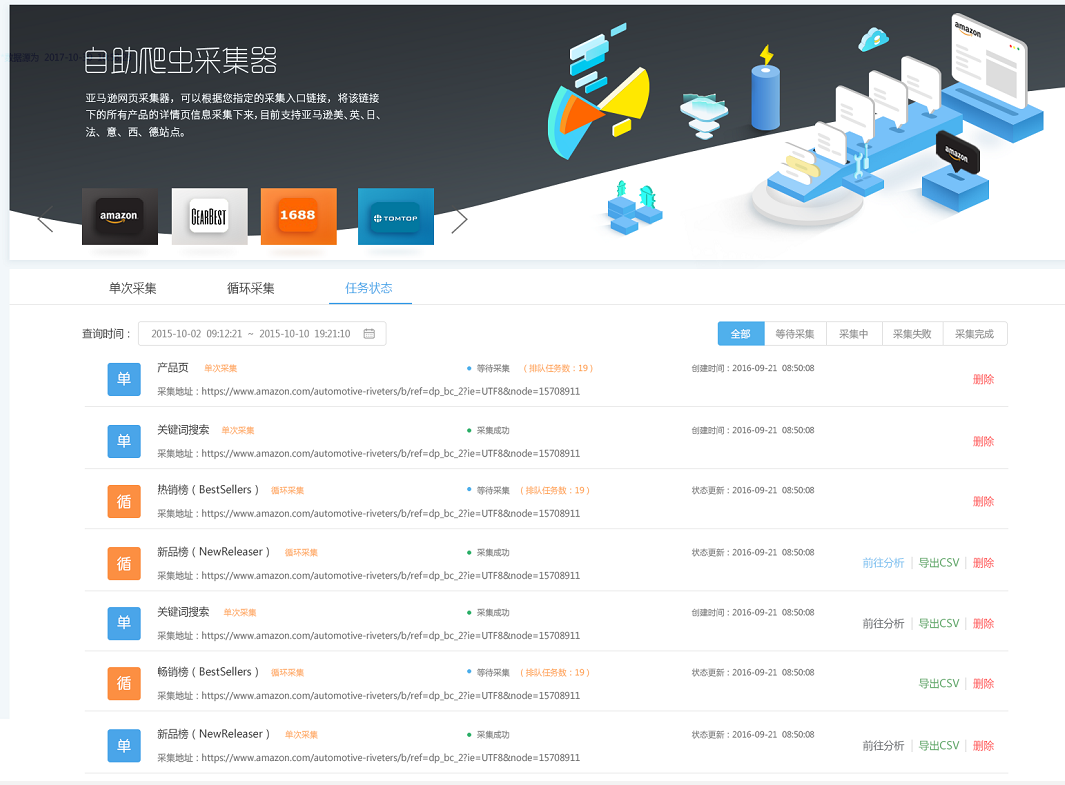 自助爬虫采集器
亚马逊网页采集器，可以根据您指定的采集入口链接，将该链接
下的所有产品的详情页信息采集下来，目前支持亚马逊美、英、日、
法、意、西、德站点。
amazon
amazon
amazon
GEARBEST
1688
TOMTOP
单次采集
循环采集
任务状态
查询时间：
2015-10-02 09:12:21 ~ 2015-10-10 19:21:10
全部
等待采集
采集中
采集失败
采集完成
单
产品页 单次采集
等待采集 （ 排队任务数：19 ）
创建时间：2016-09-21 08:50:08
采集地址：https://www.amazon.com/automotive-riveters/b/ref=dp_bc_2?ie=UTF8&node=15708911
删除
单
关键词搜索 单次采集
采集成功
创建时间：2016-09-21 08:50:08
采集地址：https://www.amazon.com/automotive-riveters/b/ref=dp_bc_2?ie=UTF8&node=15708911
删除
循
热销榜（ BestSellers ） 循环采集
等待采集 （ 排队任务数：19 ）
状态更新：2016-09-21 08:50:08
采集地址：https://www.amazon.com/automotive-riveters/b/ref=dp_bc_2?ie=UTF8&node=15708911
删除
循
新品榜（ NewReleaser ） 循环采集
采集成功
状态更新：2016-09-21 08:50:08
采集地址：https://www.amazon.com/automotive-riveters/b/ref=dp_bc_2?ie=UTF8&node=15708911
前往分析 | 导出CSV | 删除
单
关键词搜索 单次采集
采集成功
创建时间：2016-09-21 08:50:08
采集地址：https://www.amazon.com/automotive-riveters/b/ref=dp_bc_2?ie=UTF8&node=15708911
前往分析 | 导出CSV | 删除
循
畅销榜（ BestSellers ） 循环采集
等待采集 （ 排队任务数：19 ）
状态更新：2016-09-21 08:50:08
采集地址：https://www.amazon.com/automotive-riveters/b/ref=dp_bc_2?ie=UTF8&node=15708911
导出CSV | 删除
单
新品榜（ NewReleaser ） 单次采集
采集成功
状态更新：2016-09-21 08:50:08
采集地址：https://www.amazon.com/automotive-riveters/b/ref=dp_bc_2?ie=UTF8&node=15708911
前往分析 | 导出CSV | 删除